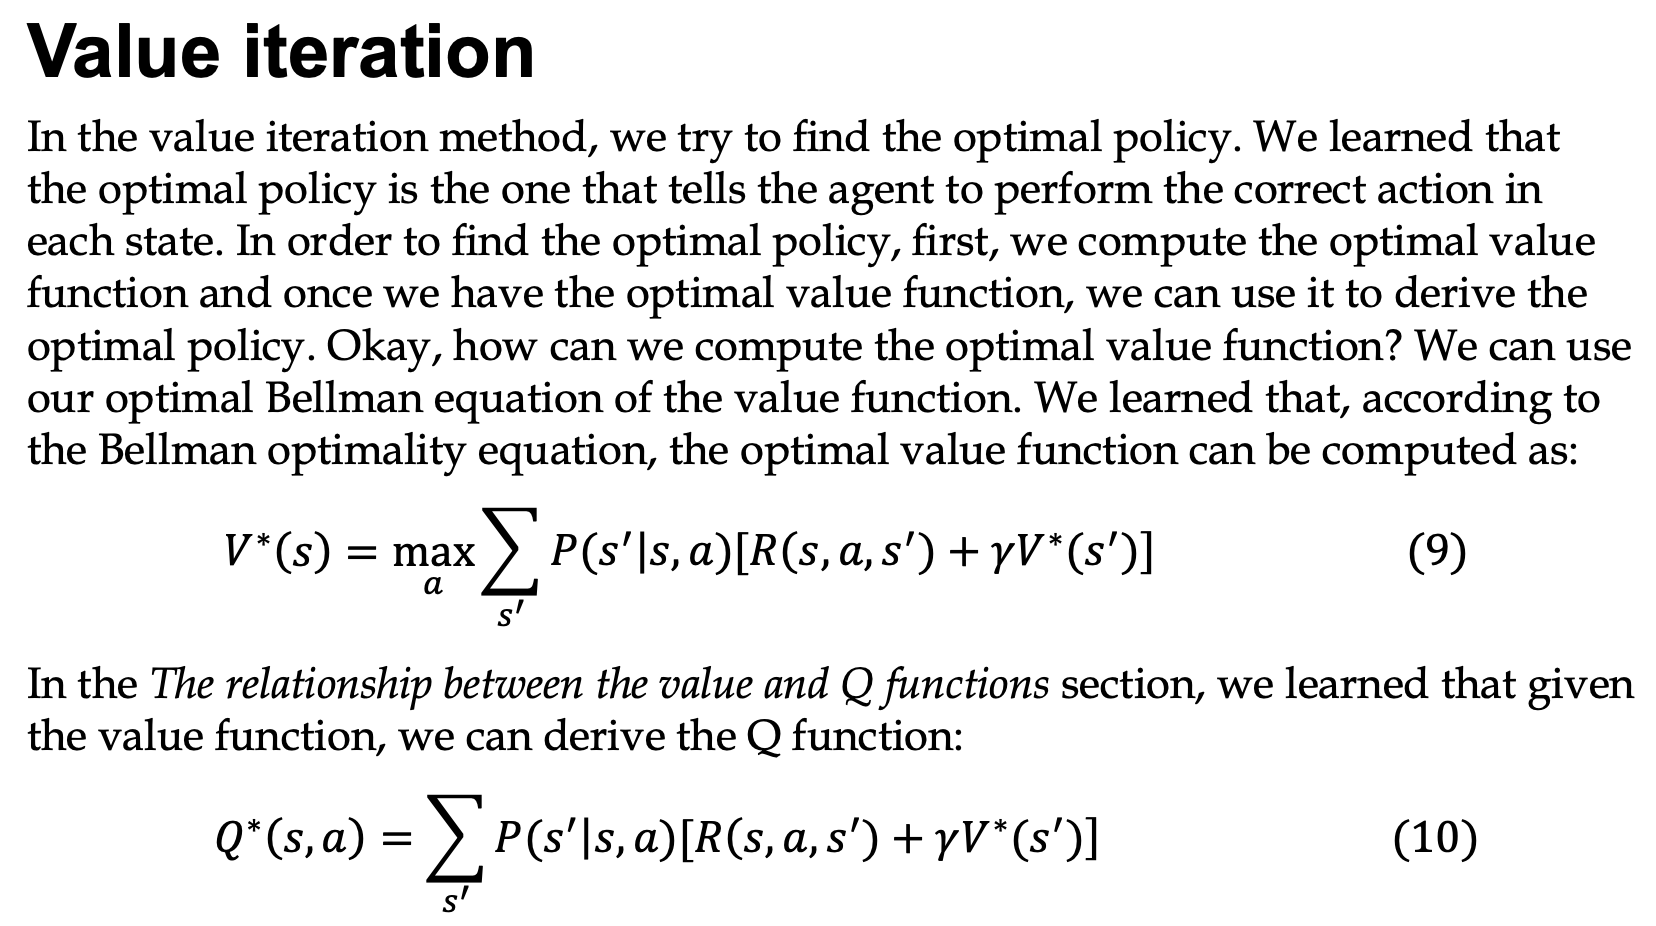 Value iteration
In the value iteration method, we try to find the optimal policy. We learned that
the optimal policy is the one that tells the agent to perform the correct action in
each state. In order to find the optimal policy, first, we compute the optimal value
function and once we have the optimal value function, we can use it to derive the
optimal policy. Okay, how can we compute the optimal value function? We can use
our optimal Bellman equation of the value function. We learned that, according to
the Bellman optimality equation, the optimal value function can be computed as:
V*(s) = max_a ∑_{s′} P(s′|s, a)[R(s, a, s′) + γV*(s′)] (9)
In the The relationship between the value and Q functions section, we learned that given
the value function, we can derive the Q function:
Q*(s, a) = ∑_{s′} P(s′|s, a)[R(s, a, s′) + γV*(s′)] (10)